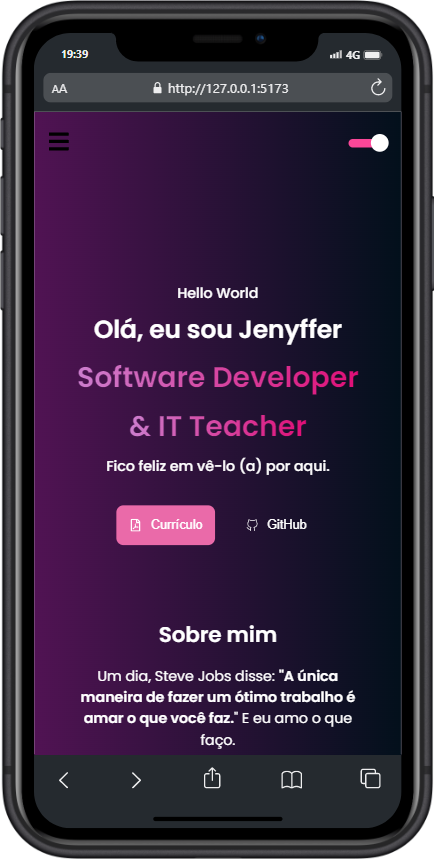 19:39
4G
AA
http://127.0.0.1:5173
Hello World
Olá, eu sou Jenyffer
Software Developer
& IT Teacher
Fico feliz em vê-lo (a) por aqui.
Currículo
GitHub
Sobre mim
Um dia, Steve Jobs disse: "A única
maneira de fazer um ótimo trabalho é
amar o que você faz." E eu amo o que
faço.